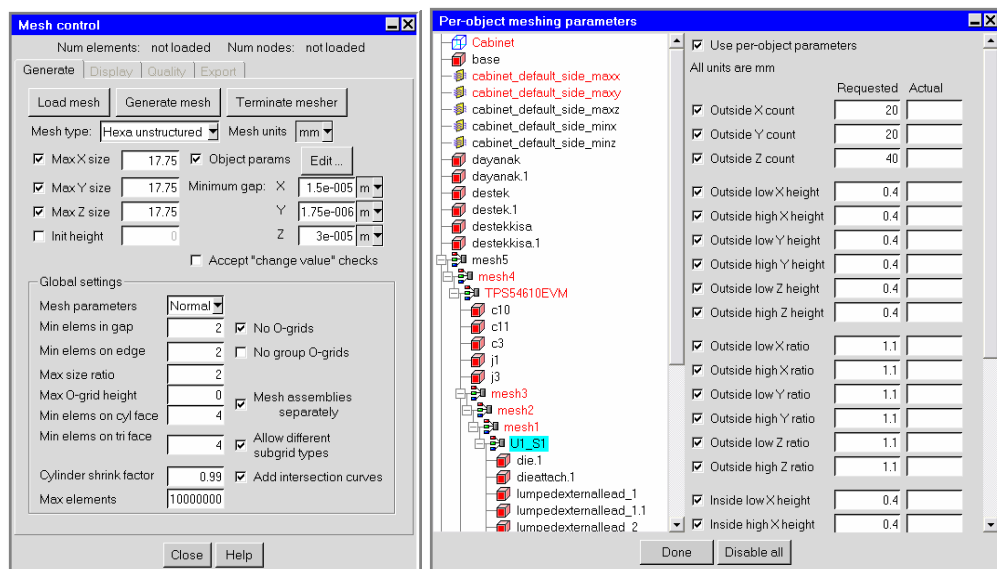 Mesh control
Num elements: not loaded Num nodes: not loaded
Generate Display Quality Export
Load mesh Generate mesh Terminate mesher
Mesh type: Hexa unstructured Mesh units mm
Max X size 17.75 Object params Edit ...
Max Y size 17.75 Minimum gap: X 1.5e-005 m
Max Z size 17.75 Y 1.75e-006 m
Init height 0 Z 3e-005 m
Accept "change value" checks
Global settings
Mesh parameters Normal
Min elems in gap 2 No O-grids
Min elems on edge 2 No group O-grids
Max size ratio 2
Max O-grid height 0 Mesh assemblies separately
Min elems on cyl face 4
Min elems on tri face 4 Allow different subgrid types
Cylinder shrink factor 0.99 Add intersection curves
Max elements 10000000
Close Help
Per-object meshing parameters
Cabinet
base
cabinet_default_side_maxx
cabinet_default_side_maxy
cabinet_default_side_maxz
cabinet_default_side_minx
cabinet_default_side_minz
dayanak
dayanak.1
destek
destek.1
destekkisa
destekkisa.1
mesh5
mesh4
TPS54610EVM
c10
c11
c3
j1
j3
mesh3
mesh2
mesh1
U1_S1
die.1
dieattach.1
lumpedexternallead_1
lumpedexternallead_1.1
lumpedexternallead_2
Use per-object parameters
All units are mm
Requested Actual
Outside X count 20
Outside Y count 20
Outside Z count 40
Outside low X height 0.4
Outside high X height 0.4
Outside low Y height 0.4
Outside high Y height 0.4
Outside low Z height 0.4
Outside high Z height 0.4
Outside low X ratio 1.1
Outside high X ratio 1.1
Outside low Y ratio 1.1
Outside high Y ratio 1.1
Outside low Z ratio 1.1
Outside high Z ratio 1.1
Inside low X height 0.4
Inside high X height 0.4
Done Disable all